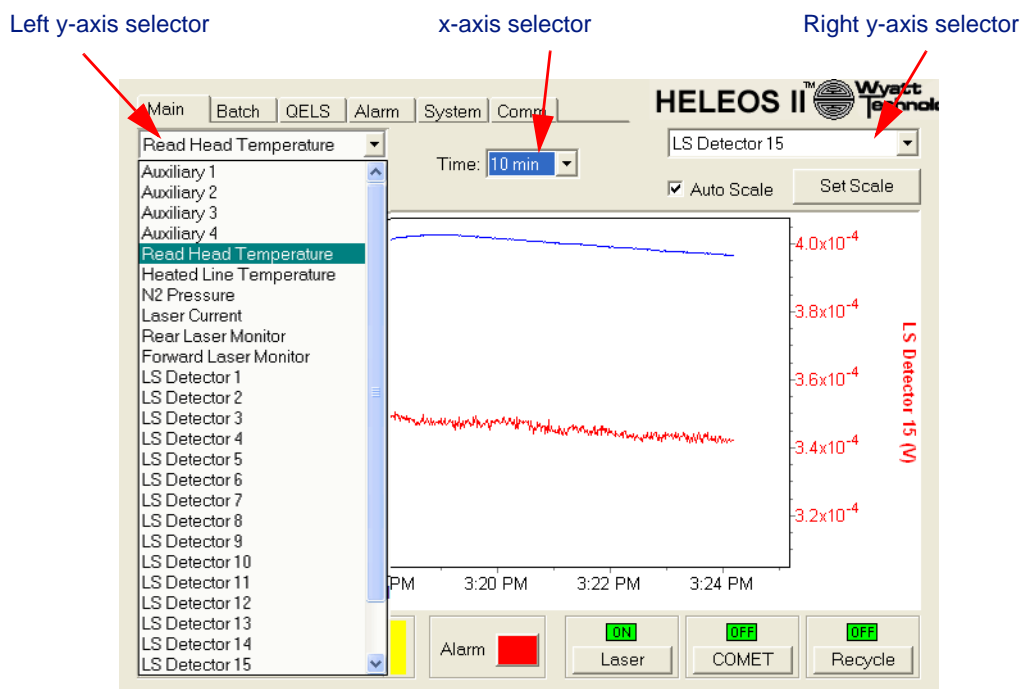 Left y-axis selector x-axis selector Right y-axis selector
HELEOS II™ Wyatt
Main Batch QELS Alarm System Comm
Read Head Temperature
Time: 10 min
LS Detector 15
Auto Scale Set Scale
Auxiliary 1
Auxiliary 2
Auxiliary 3
Auxiliary 4
Read Head Temperature
Heated Line Temperature
N2 Pressure
Laser Current
Rear Laser Monitor
Forward Laser Monitor
LS Detector 1
LS Detector 2
LS Detector 3
LS Detector 4
LS Detector 5
LS Detector 6
LS Detector 7
LS Detector 8
LS Detector 9
LS Detector 10
LS Detector 11
LS Detector 12
LS Detector 13
LS Detector 14
LS Detector 15
4.0x10⁻⁴
3.8x10⁻⁴
3.6x10⁻⁴
3.4x10⁻⁴
3.2x10⁻⁴
LS Detector 15 (V)
PM 3:20 PM 3:22 PM 3:24 PM
Alarm
ON OFF OFF
Laser COMET Recycle